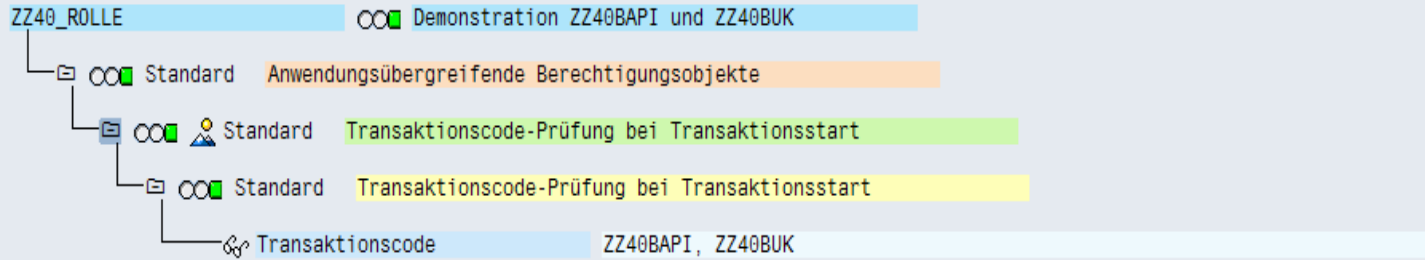 ZZ40_ROLLE Demonstration ZZ40BAPI und ZZ40BUK
Standard Anwendungsübergreifende Berechtigungsobjekte
Standard Transaktionscode-Prüfung bei Transaktionsstart
Standard Transaktionscode-Prüfung bei Transaktionsstart
Transaktionscode ZZ40BAPI, ZZ40BUK